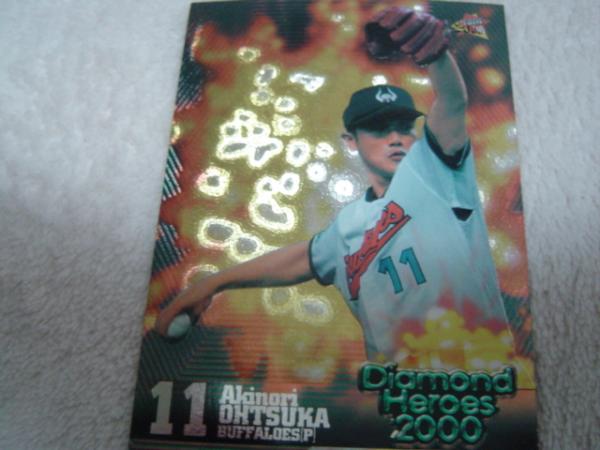 11
11
Akinori
OHTSUKA
BUFFALOES[P]
Diamond
Heroes
2000